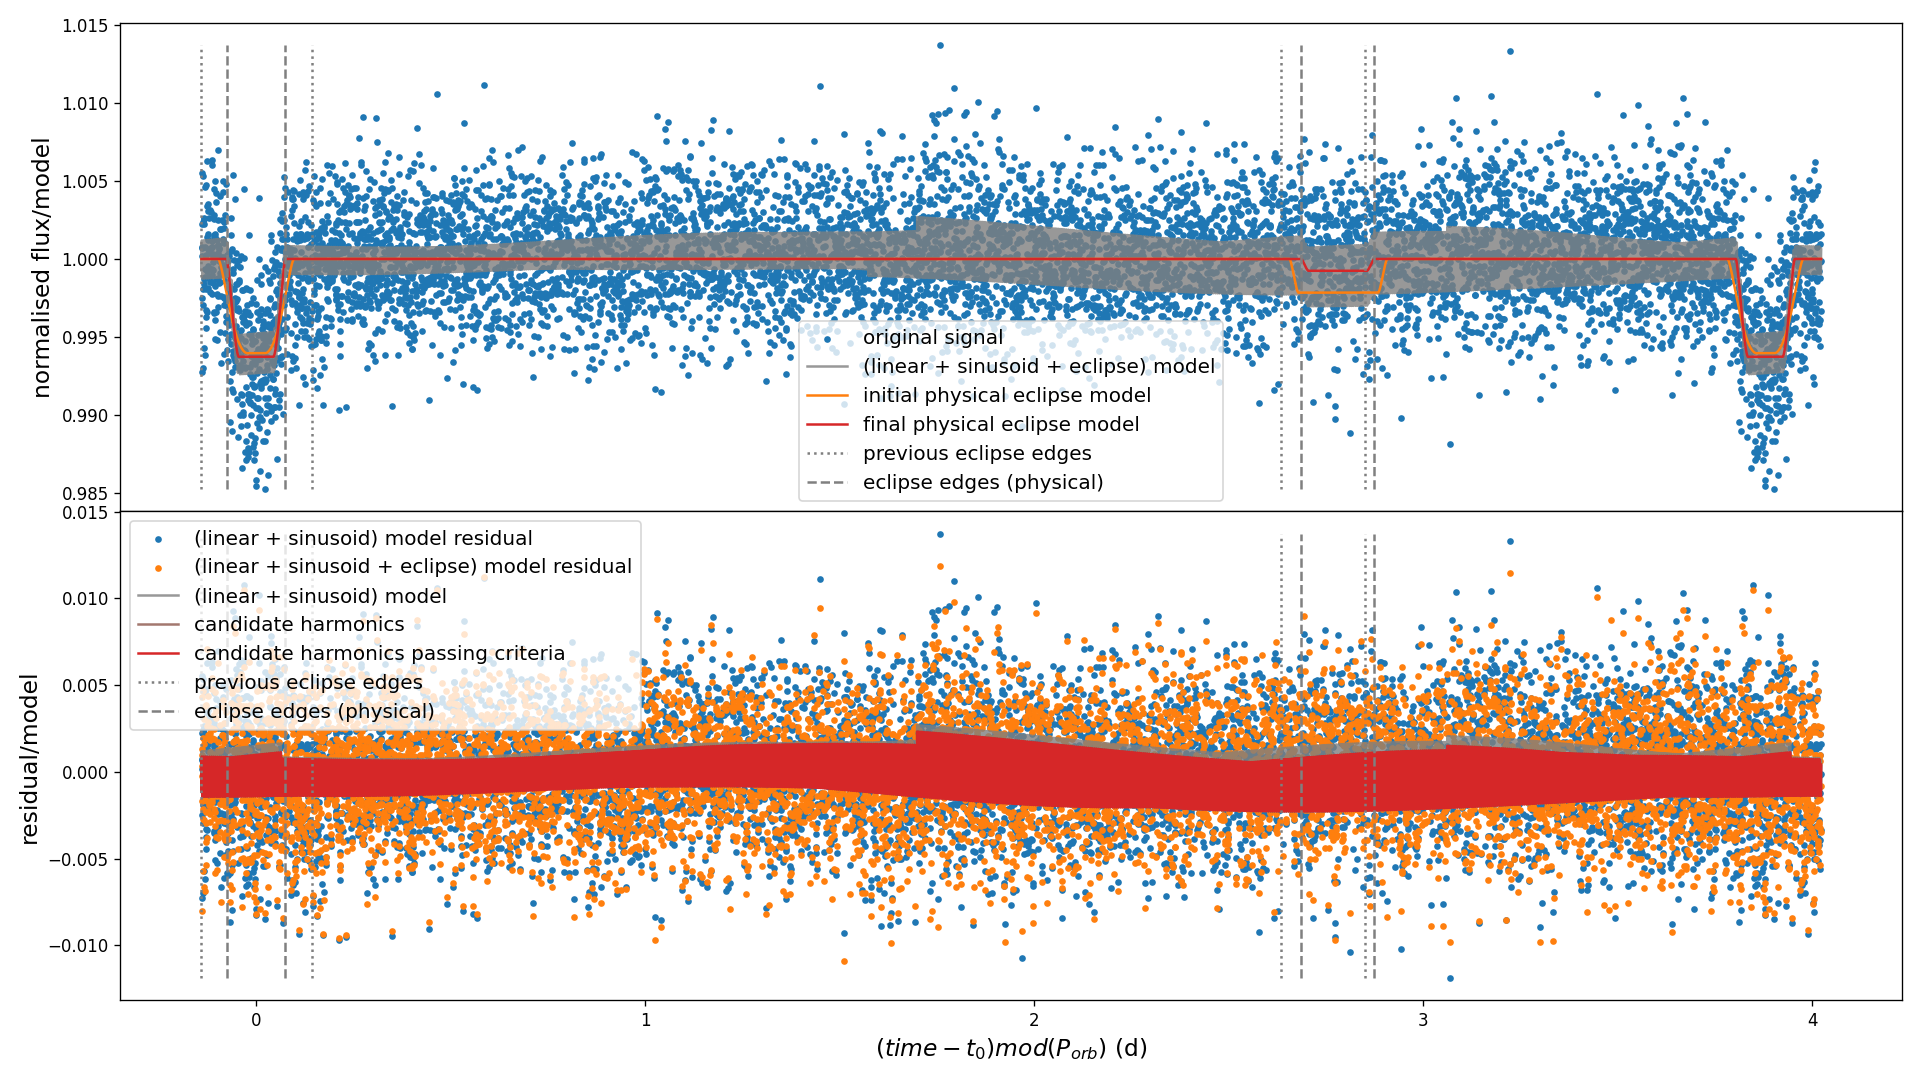 1.015
1.010
1.005
1.000
0.995
0.990
0.985
normalised flux/model
original signal
(linear + sinusoid + eclipse) model
initial physical eclipse model
final physical eclipse model
previous eclipse edges
eclipse edges (physical)
0.015
0.010
0.005
0.000
−0.005
−0.010
residual/model
(linear + sinusoid) model residual
(linear + sinusoid + eclipse) model residual
(linear + sinusoid) model
candidate harmonics
candidate harmonics passing criteria
previous eclipse edges
eclipse edges (physical)
0 1 2 3 4
(time − t₀)mod(P_orb) (d)